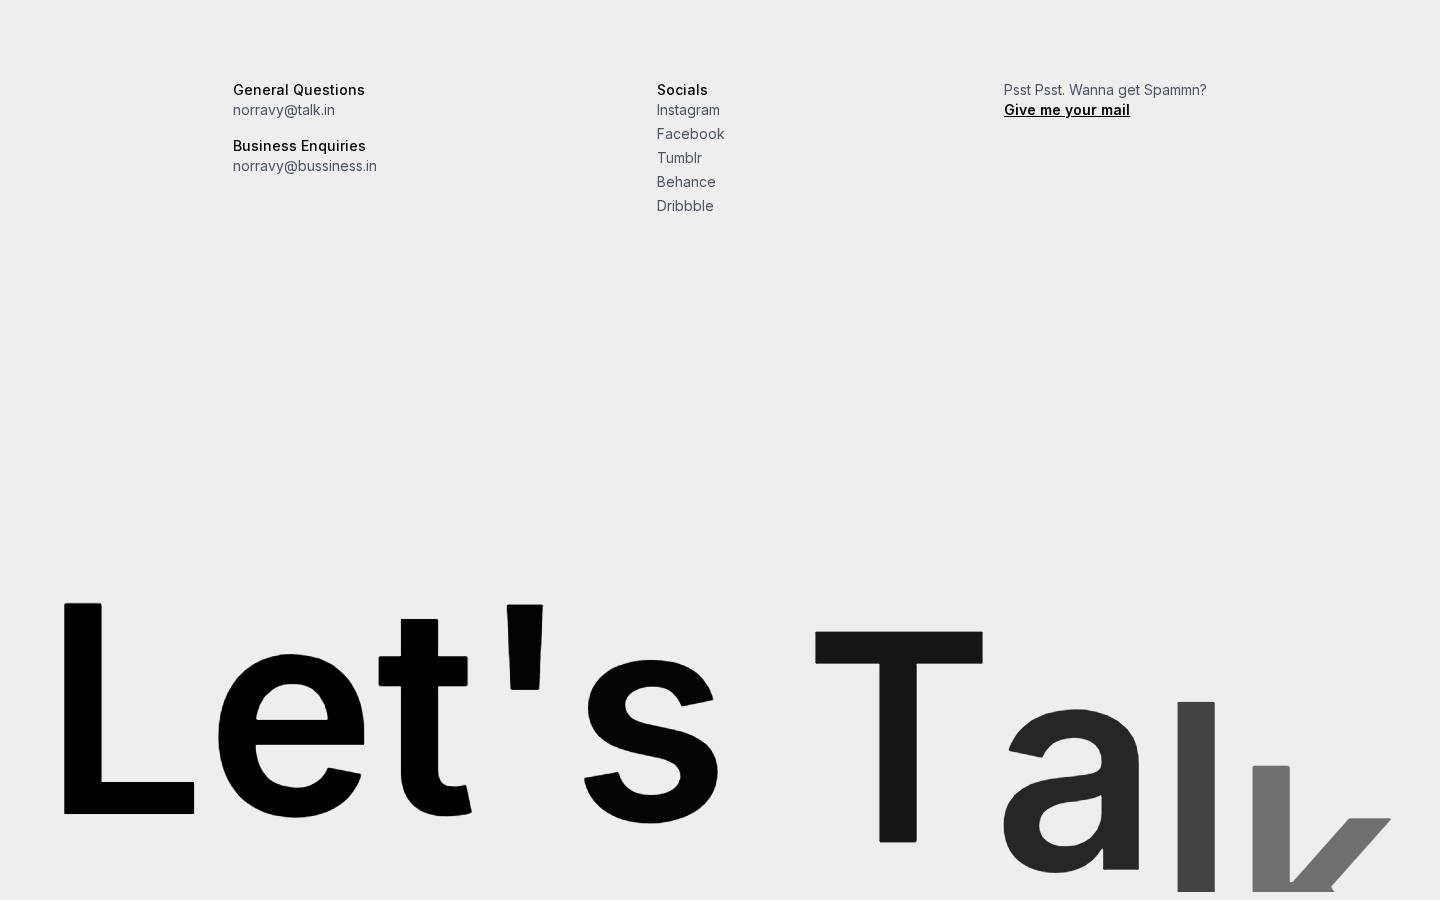 General Questions
norravy@talk.in
Business Enquiries
norravy@bussiness.in
Socials
Instagram
Facebook
Tumblr
Behance
Dribbble
Psst Psst. Wanna get Spammn?
Give me your mail
Let's Talk